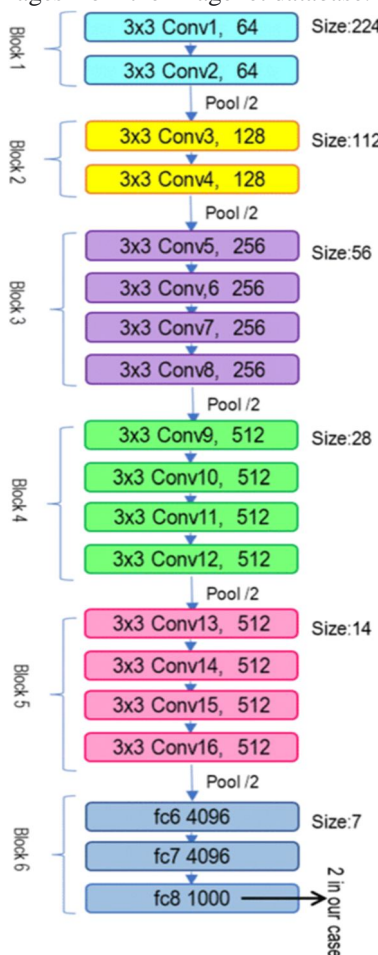 Block 1
3x3 Conv1, 64
Size:224
3x3 Conv2, 64
Pool /2
Block 2
3x3 Conv3, 128
Size:112
3x3 Conv4, 128
Pool /2
Block 3
3x3 Conv5, 256
Size:56
3x3 Conv,6 256
3x3 Conv7, 256
3x3 Conv8, 256
Pool /2
Block 4
3x3 Conv9, 512
Size:28
3x3 Conv10, 512
3x3 Conv11, 512
3x3 Conv12, 512
Pool /2
Block 5
3x3 Conv13, 512
Size:14
3x3 Conv14, 512
3x3 Conv15, 512
3x3 Conv16, 512
Pool /2
Block 6
fc6 4096
Size:7
fc7 4096
fc8 1000
2 in our case